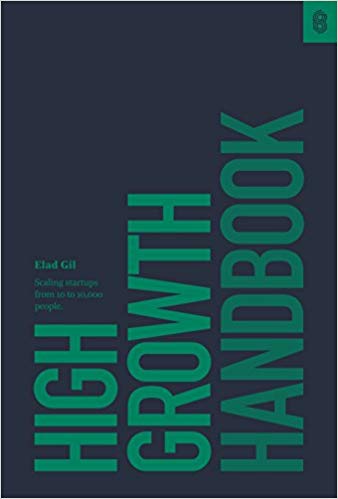 Elad Gil
Scaling startups
from 10 to 10,000
people.
HIGH
GROWTH
HANDBOOK